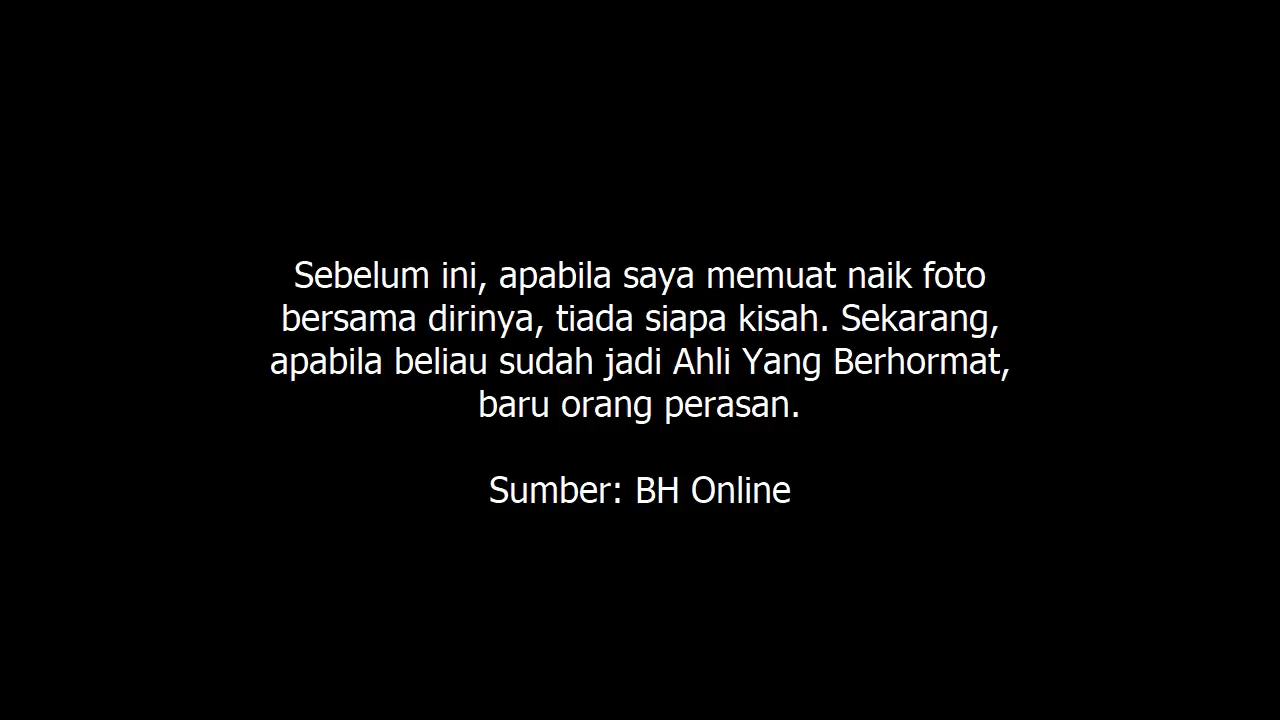 Sebelum ini, apabila saya memuat naik foto
bersama dirinya, tiada siapa kisah. Sekarang,
apabila beliau sudah jadi Ahli Yang Berhormat,
baru orang perasan.
Sumber: BH Online